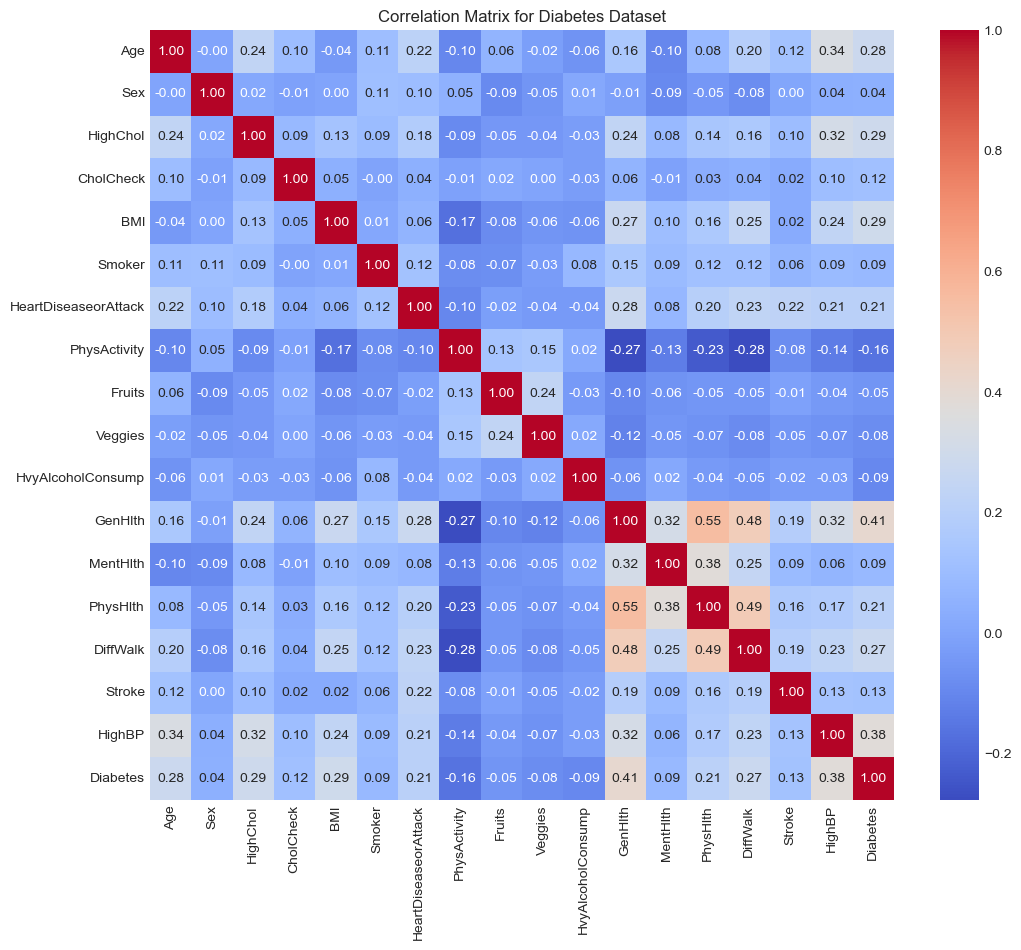 Correlation Matrix for Diabetes Dataset
Age 1.00 -0.00 0.24 0.10 -0.04 0.11 0.22 -0.10 0.06 -0.02 -0.06 0.16 -0.10 0.08 0.20 0.12 0.34 0.28
Sex -0.00 1.00 0.02 -0.01 0.00 0.11 0.10 0.05 -0.09 -0.05 0.01 -0.01 -0.09 -0.05 -0.08 0.00 0.04 0.04
HighChol 0.24 0.02 1.00 0.09 0.13 0.09 0.18 -0.09 -0.05 -0.04 -0.03 0.24 0.08 0.14 0.16 0.10 0.32 0.29
CholCheck 0.10 -0.01 0.09 1.00 0.05 -0.00 0.04 -0.01 0.02 0.00 -0.03 0.06 -0.01 0.03 0.04 0.02 0.10 0.12
BMI -0.04 0.00 0.13 0.05 1.00 0.01 0.06 -0.17 -0.08 -0.06 -0.06 0.27 0.10 0.16 0.25 0.02 0.24 0.29
Smoker 0.11 0.11 0.09 -0.00 0.01 1.00 0.12 -0.08 -0.07 -0.03 0.08 0.15 0.09 0.12 0.12 0.06 0.09 0.09
HeartDiseaseorAttack 0.22 0.10 0.18 0.04 0.06 0.12 1.00 -0.10 -0.02 -0.04 -0.04 0.28 0.08 0.20 0.23 0.22 0.21 0.21
PhysActivity -0.10 0.05 -0.09 -0.01 -0.17 -0.08 -0.10 1.00 0.13 0.15 0.02 -0.27 -0.13 -0.23 -0.28 -0.08 -0.14 -0.16
Fruits 0.06 -0.09 -0.05 0.02 -0.08 -0.07 -0.02 0.13 1.00 0.24 -0.03 -0.10 -0.06 -0.05 -0.05 -0.01 -0.04 -0.05
Veggies -0.02 -0.05 -0.04 0.00 -0.06 -0.03 -0.04 0.15 0.24 1.00 0.02 -0.12 -0.05 -0.07 -0.08 -0.05 -0.07 -0.08
HvyAlcoholConsump -0.06 0.01 -0.03 -0.03 -0.06 0.08 -0.04 0.02 -0.03 0.02 1.00 -0.06 0.02 -0.04 -0.05 -0.02 -0.03 -0.09
GenHlth 0.16 -0.01 0.24 0.06 0.27 0.15 0.28 -0.27 -0.10 -0.12 -0.06 1.00 0.32 0.55 0.48 0.19 0.32 0.41
MentHlth -0.10 -0.09 0.08 -0.01 0.10 0.09 0.08 -0.13 -0.06 -0.05 0.02 0.32 1.00 0.38 0.25 0.09 0.06 0.09
PhysHlth 0.08 -0.05 0.14 0.03 0.16 0.12 0.20 -0.23 -0.05 -0.07 -0.04 0.55 0.38 1.00 0.49 0.16 0.17 0.21
DiffWalk 0.20 -0.08 0.16 0.04 0.25 0.12 0.23 -0.28 -0.05 -0.08 -0.05 0.48 0.25 0.49 1.00 0.19 0.23 0.27
Stroke 0.12 0.00 0.10 0.02 0.02 0.06 0.22 -0.08 -0.01 -0.05 -0.02 0.19 0.09 0.16 0.19 1.00 0.13 0.13
HighBP 0.34 0.04 0.32 0.10 0.24 0.09 0.21 -0.14 -0.04 -0.07 -0.03 0.32 0.06 0.17 0.23 0.13 1.00 0.38
Diabetes 0.28 0.04 0.29 0.12 0.29 0.09 0.21 -0.16 -0.05 -0.08 -0.09 0.41 0.09 0.21 0.27 0.13 0.38 1.00
Age
Sex
HighChol
CholCheck
BMI
Smoker
HeartDiseaseorAttack
PhysActivity
Fruits
Veggies
HvyAlcoholConsump
GenHlth
MentHlth
PhysHlth
DiffWalk
Stroke
HighBP
Diabetes
1.0
0.8
0.6
0.4
0.2
0.0
−0.2